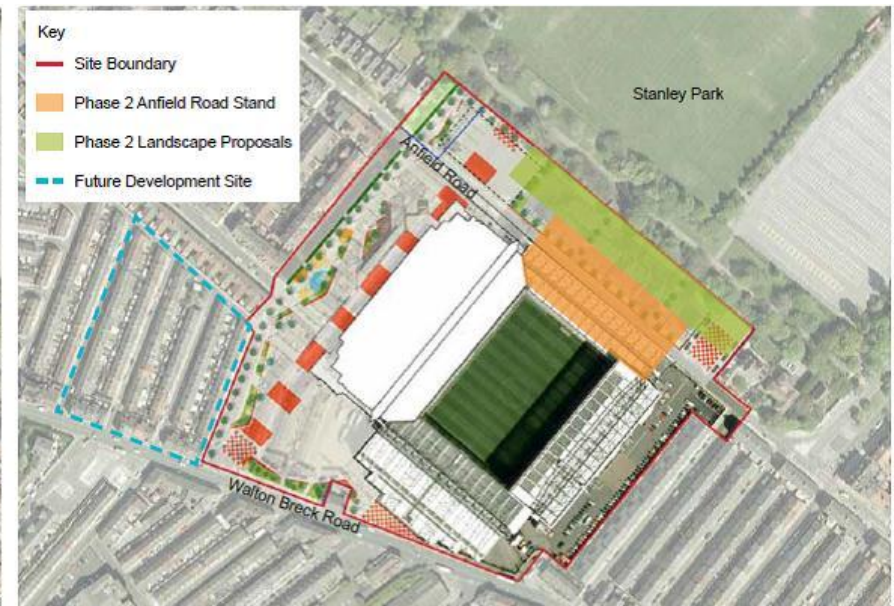 Key
Site Boundary
Phase 2 Anfield Road Stand
Phase 2 Landscape Proposals
Future Development Site
Stanley Park
Anfield Road
Walton Breck Road